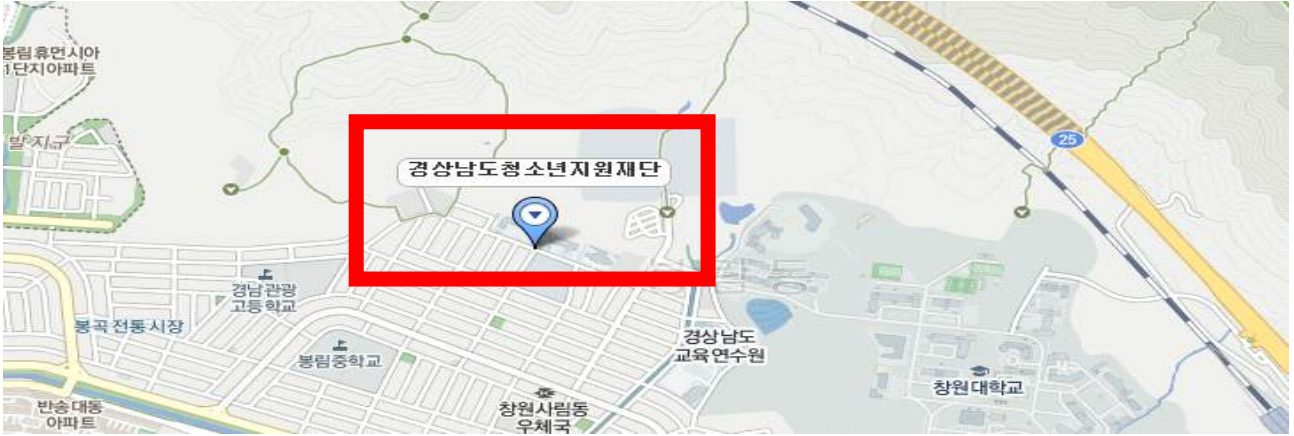 봉림휴먼시아
1단지아파트
발지구
25
경상남도청소년지원재단
경남관광
고등학교
봉곡전통시장
봉림중학교
경상남도
교육연수원
창원대학교
반송대동
아파트
창원사림동
우체국